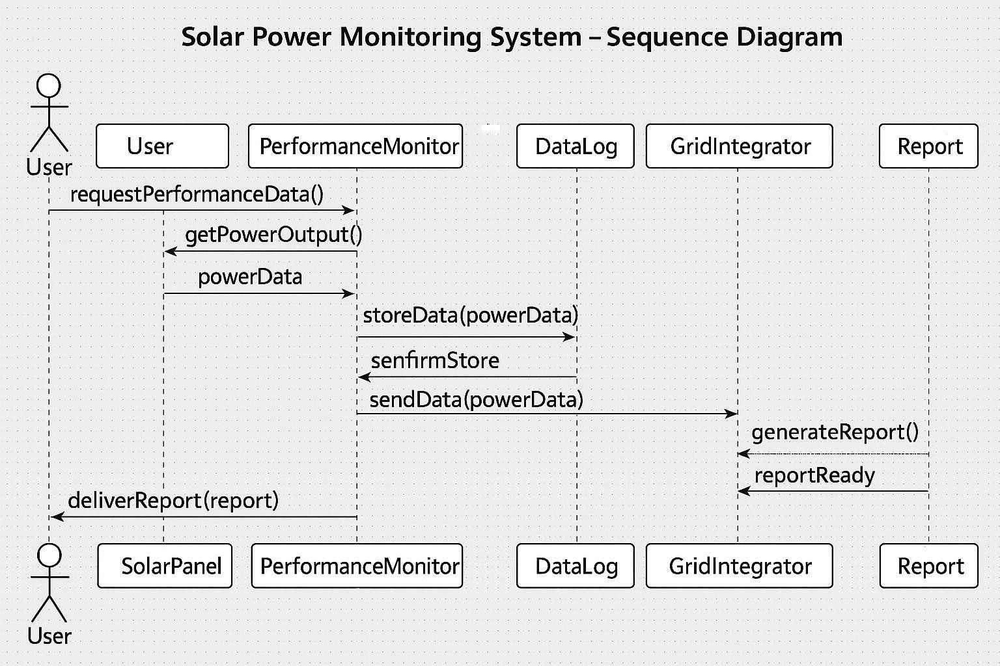 Solar Power Monitoring System – Sequence Diagram
User
User
PerformanceMonitor
DataLog
GridIntegrator
Report
requestPerformanceData()
getPowerOutput()
powerData
storeData(powerData)
senfirmStore
sendData(powerData)
generateReport()
reportReady
deliverReport(report)
SolarPanel
PerformanceMonitor
DataLog
GridIntegrator
Report
User